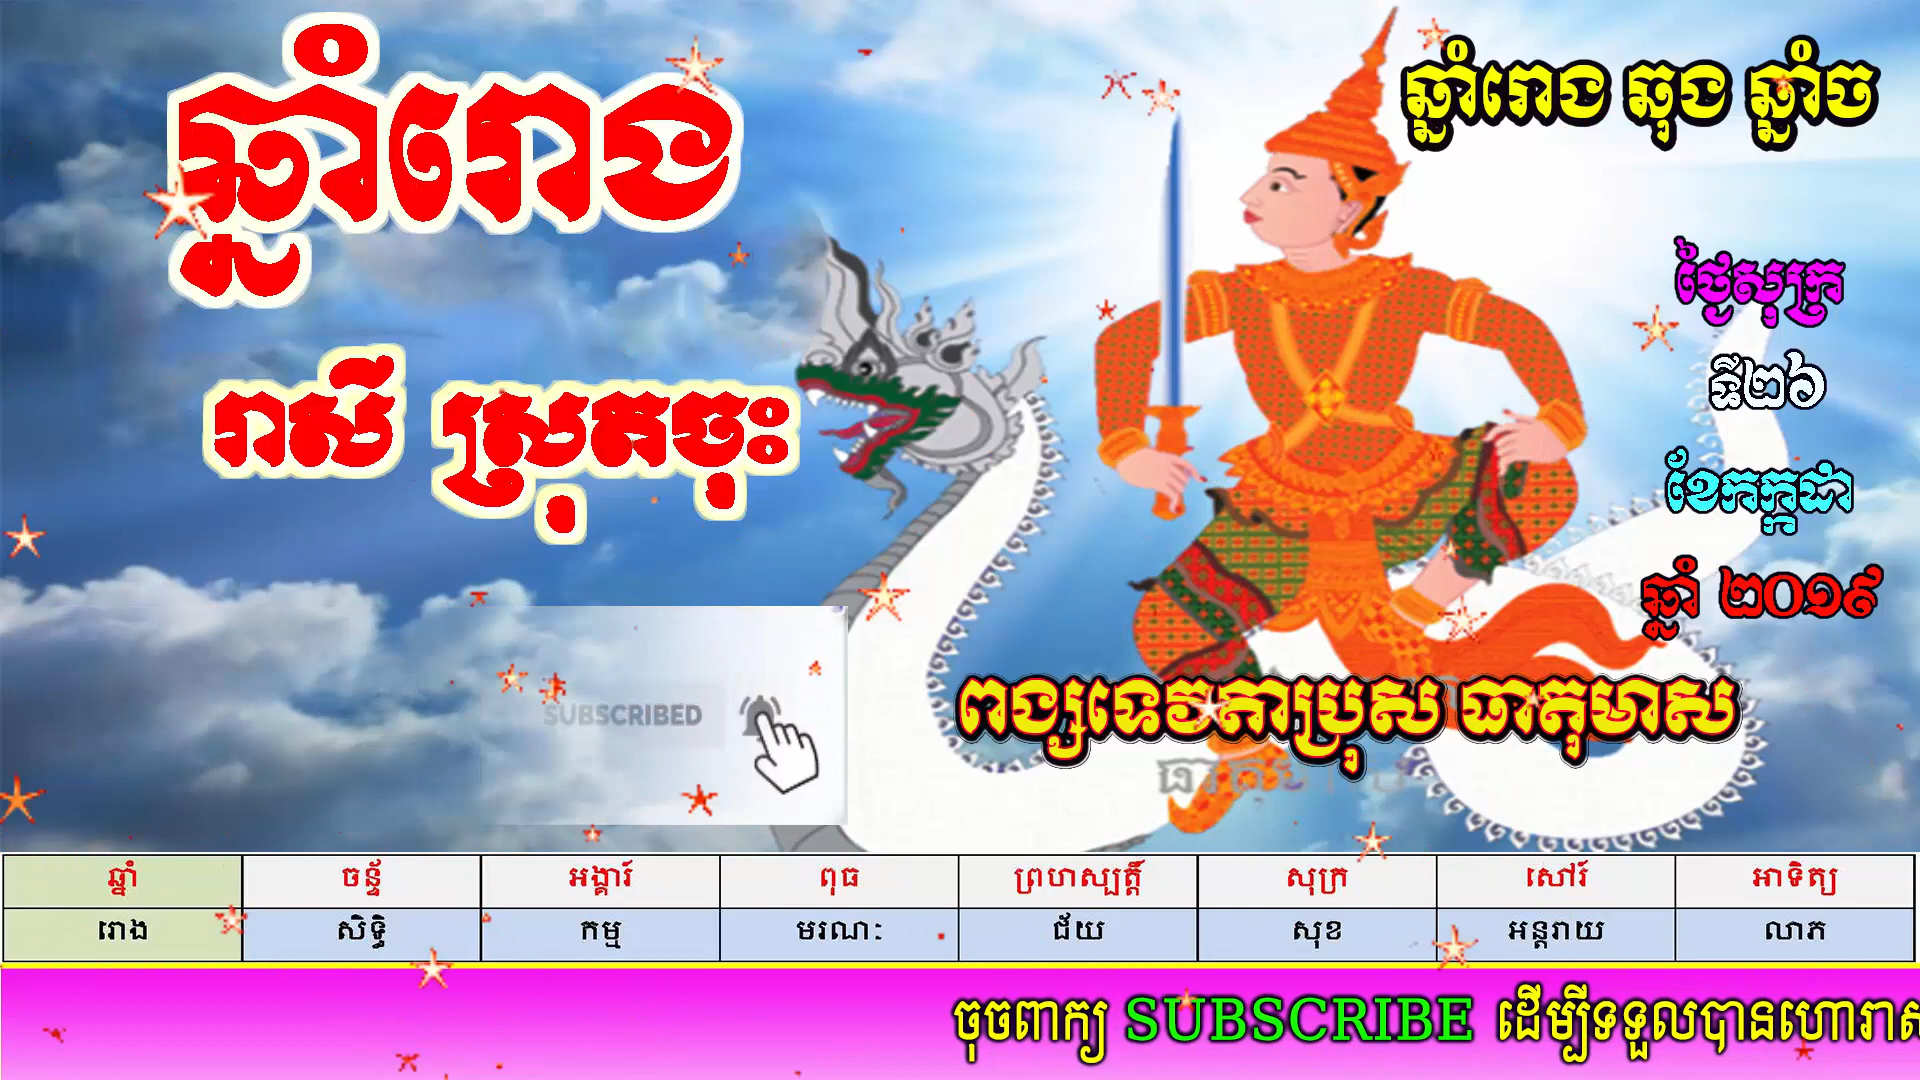 ឆ្នាំរោង
រាសី ស្រុតចុះ
ឆ្នាំរោង ឆុង ឆ្នាំច
ថ្ងៃសុក្រ
ទី២៦
ខែកក្កដា
ឆ្នាំ ២០១៩
SUBSCRIBED
ពង្សទេវតាប្រុស ធាតុមាស
ឆ្នាំ ចន្ទ័ អង្គារ៍ ពុធ ព្រហស្បត្តិ៍ សុក្រ សៅរ៍ អាទិត្យ
រោង សិទ្ធិ កម្ម មរណៈ ជ័យ សុខ អន្តរាយ លាភ
ចុចពាក្យ SUBSCRIBE ដើម្បីទទួលបានហោរាស